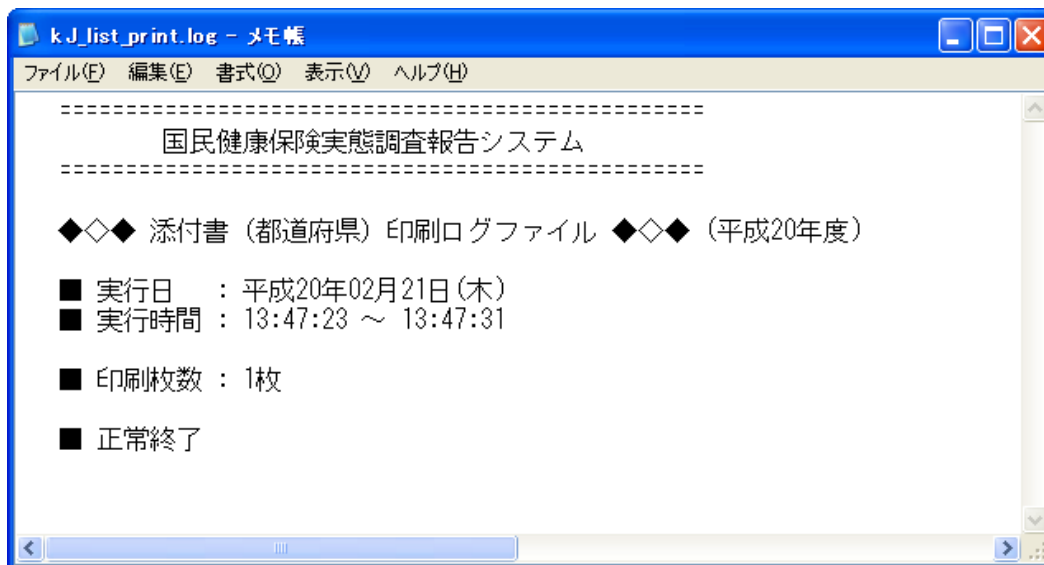 kJ_list_print.log - メモ帳
ファイル(F) 編集(E) 書式(O) 表示(V) ヘルプ(H)
===============================================
国民健康保険実態調査報告システム
===============================================
◆◇◆ 添付書（都道府県）印刷ログファイル ◆◇◆（平成20年度）
■ 実行日 : 平成20年02月21日(木)
■ 実行時間 : 13:47:23 ～ 13:47:31
■ 印刷枚数 : 1枚
■ 正常終了